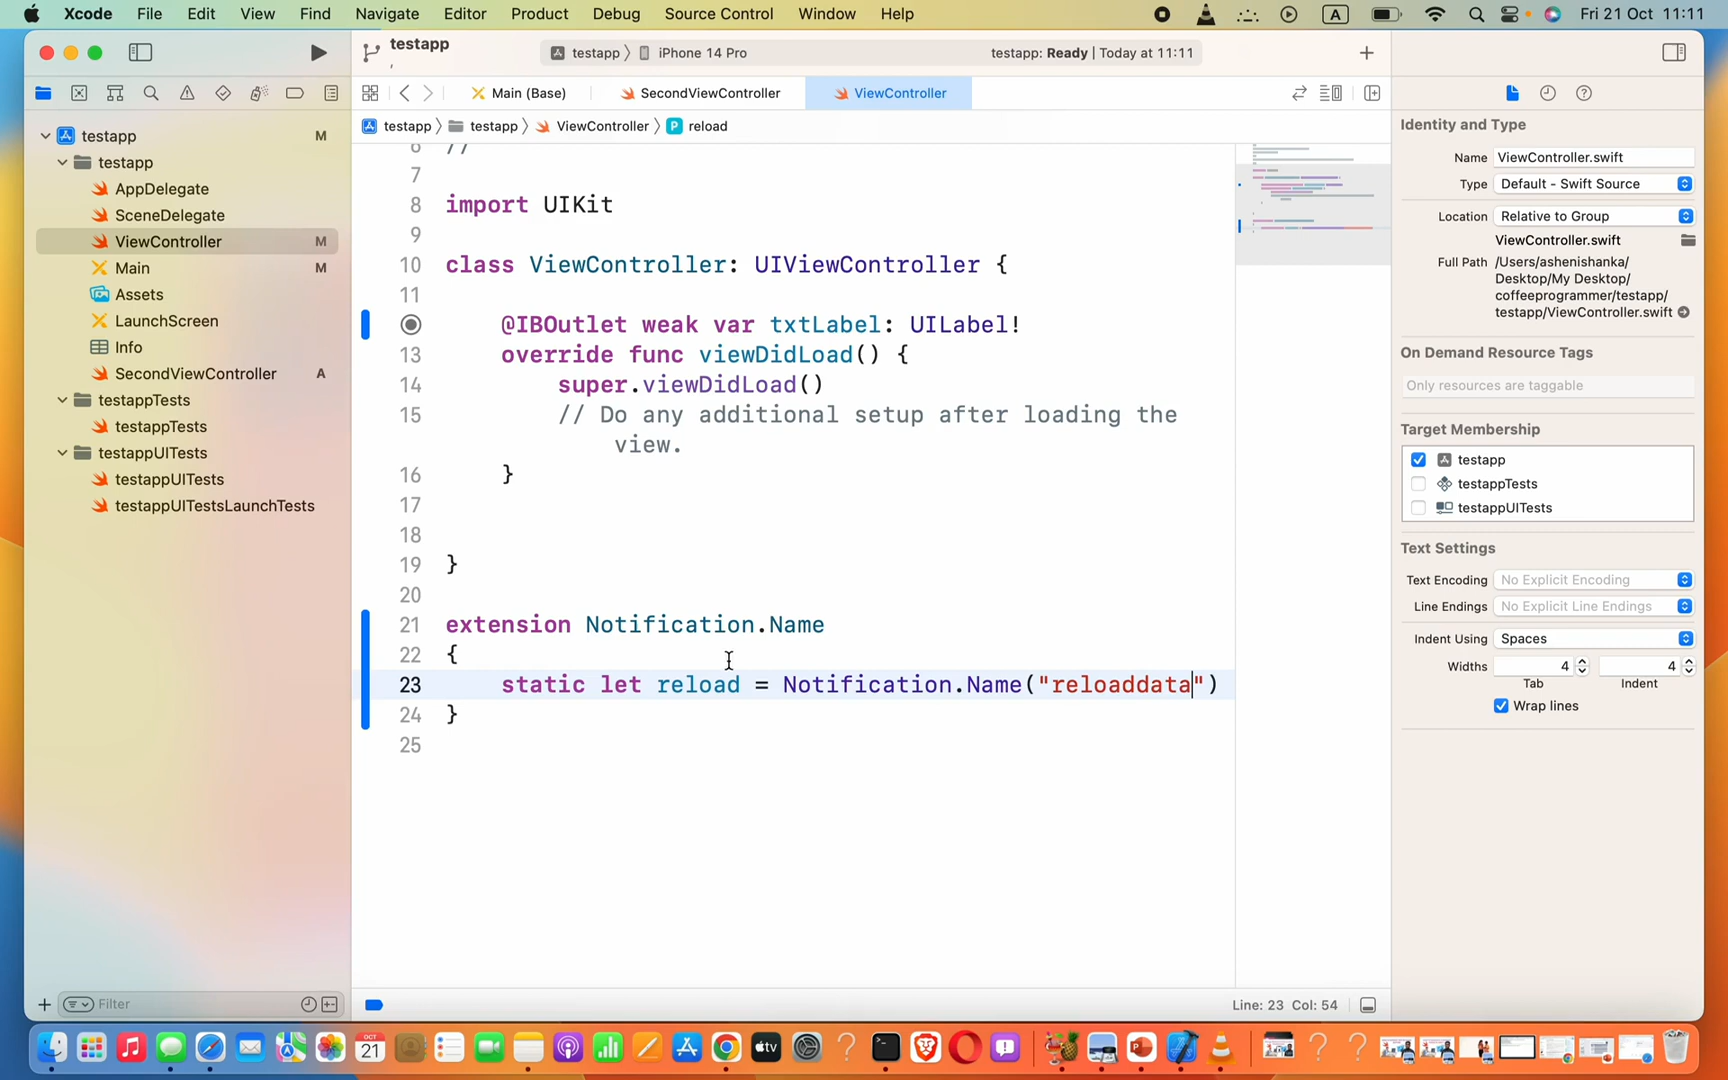 Xcode File Edit View Find Navigate Editor Product Debug Source Control Window Help A Fri 21 Oct 11:11
testapp
testapp iPhone 14 Pro testapp: Ready | Today at 11:11
Main (Base) SecondViewController ViewController
testapp testapp ViewController P reload
testapp M
testapp
AppDelegate
SceneDelegate
ViewController M
Main M
Assets
LaunchScreen
Info
SecondViewController A
testappTests
testappTests
testappUITests
testappUITests
testappUITestsLaunchTests
Filter
6 //
7
8 import UIKit
9
10 class ViewController: UIViewController {
11
@IBOutlet weak var txtLabel: UILabel!
13 override func viewDidLoad() {
14 super.viewDidLoad()
15 // Do any additional setup after loading the
view.
16 }
17
18
19 }
20
21 extension Notification.Name
22 {
23 static let reload = Notification.Name("reloaddata")
24 }
25
Line: 23 Col: 54
Identity and Type
Name ViewController.swift
Type Default - Swift Source
Location Relative to Group
ViewController.swift
Full Path /Users/ashenishanka/
Desktop/My Desktop/
coffeeprogrammer/testapp/
testapp/ViewController.swift
On Demand Resource Tags
Only resources are taggable
Target Membership
testapp
testappTests
testappUITests
Text Settings
Text Encoding No Explicit Encoding
Line Endings No Explicit Line Endings
Indent Using Spaces
Widths 4 4
Tab Indent
Wrap lines
OCT
21
tv